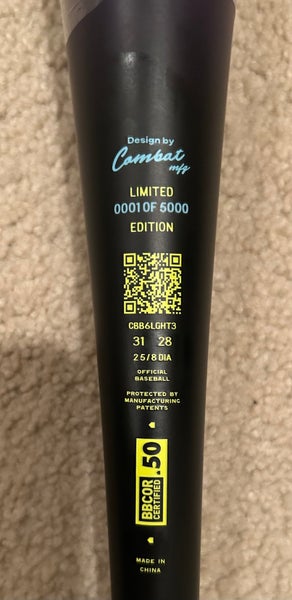 Design by
Combat
mfg
LIMITED
0001 OF 5000
EDITION
CBB6LGHT3
31 28
2 5/8 DIA
OFFICIAL
BASEBALL
PROTECTED BY
MANUFACTURING
PATENTS
BBCOR .50
CERTIFIED
MADE IN
CHINA